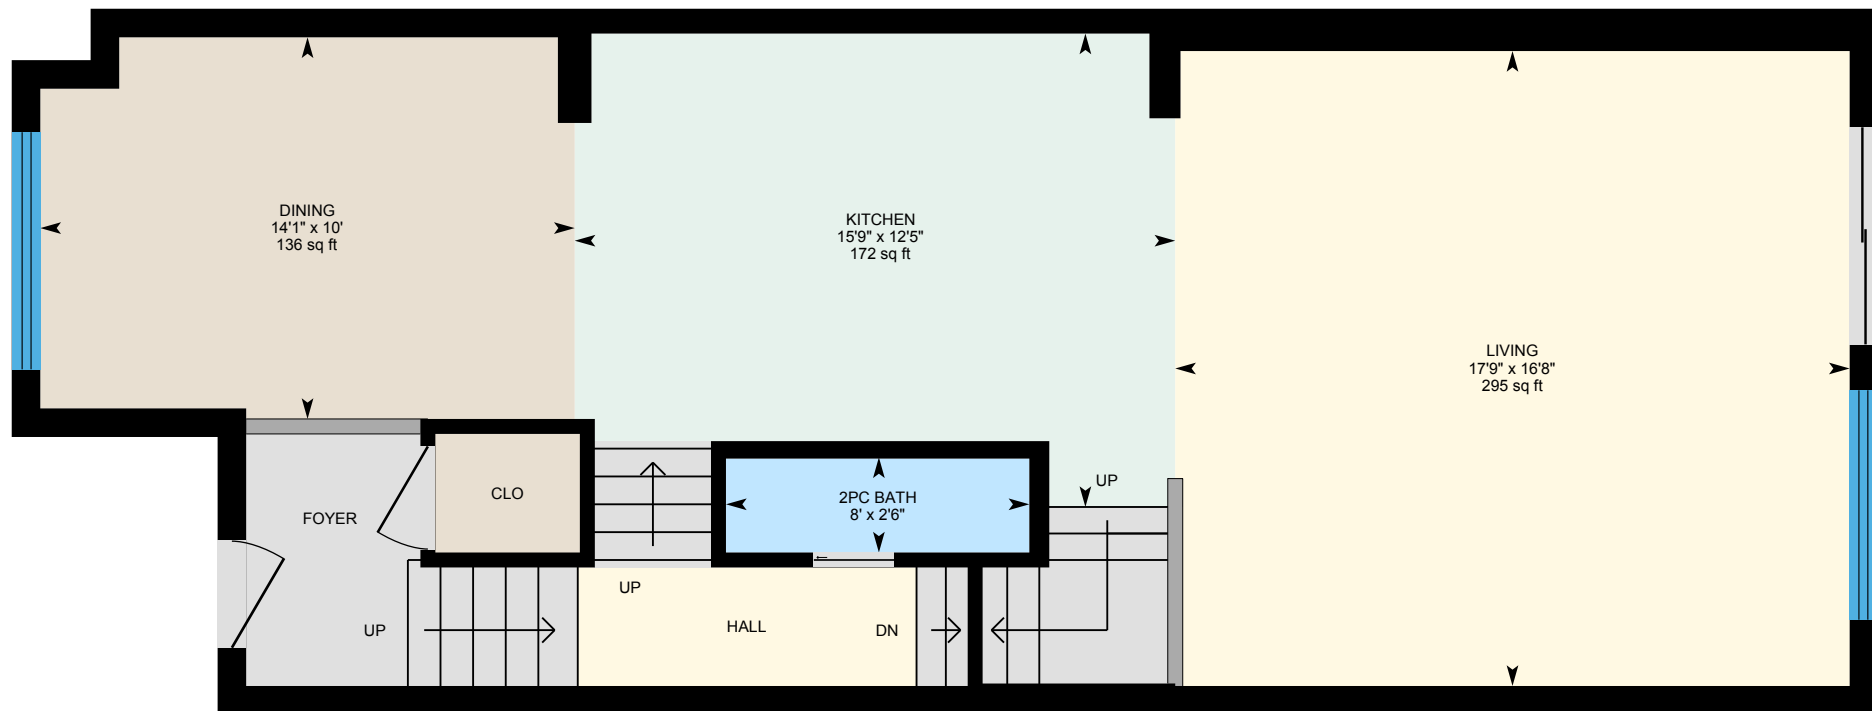 DINING
14'1" x 10'
136 sq ft
KITCHEN
15'9" x 12'5"
172 sq ft
LIVING
17'9" x 16'8"
295 sq ft
CLO
FOYER
2PC BATH
8' x 2'6"
UP
UP
UP
HALL
DN